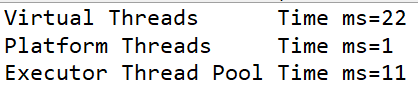 Virtual Threads      Time ms=22
Platform Threads     Time ms=1
Executor Thread Pool Time ms=11